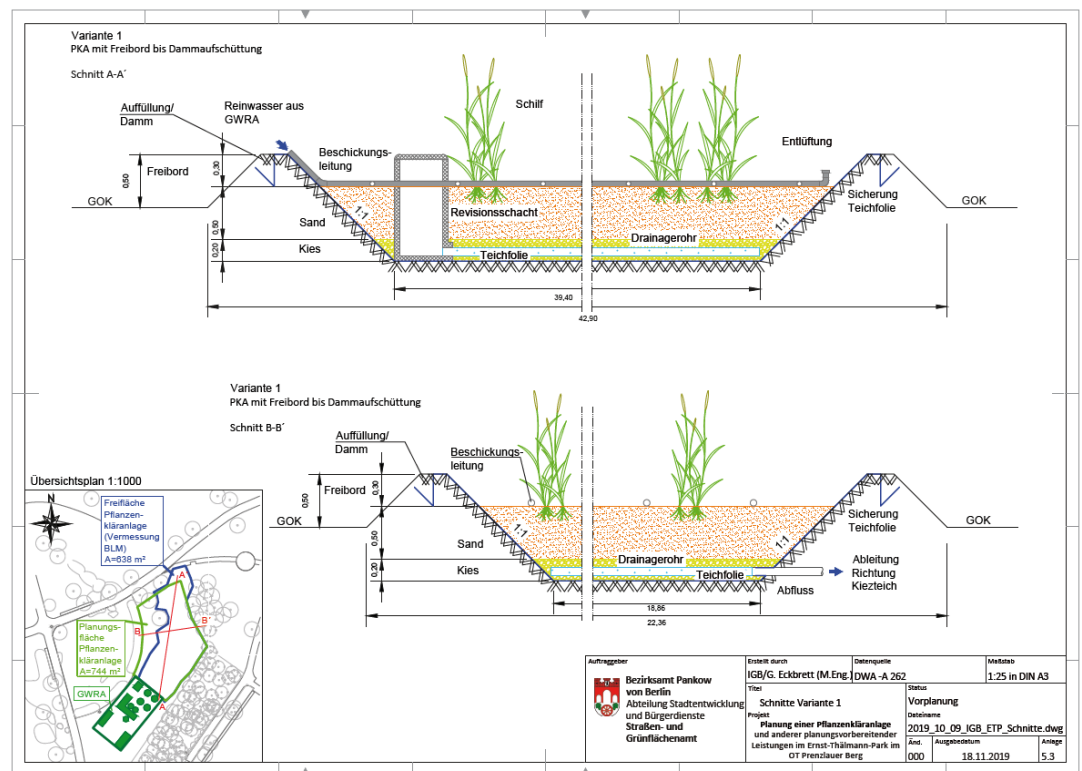 Variante 1
PKA mit Freibord bis Dammaufschüttung
Schnitt A-A´
Auffüllung/
Damm
Reinwasser aus
GWRA
Beschickungs-
leitung
Schilf
Entlüftung
0,50
Freibord
0,30
GOK
Sand
0,50
Kies
0,20
1:1
Revisionsschacht
Drainagerohr
Teichfolie
1:1
Sicherung
Teichfolie
GOK
39,40
42,90
Variante 1
PKA mit Freibord bis Dammaufschüttung
Schnitt B-B´
Auffüllung/
Damm
Beschickungs-
leitung
0,50
Freibord
0,30
GOK
Sand
0,50
Kies
0,20
1:1
Drainagerohr
Teichfolie
1:1
Sicherung
Teichfolie
GOK
Ableitung
Richtung
Kiezteich
Abfluss
18,86
22,36
Übersichtsplan 1:1000
N
Freifläche
Pflanzen-
kläranlage
(Vermessung
BLM)
A=638 m²
A´
B
B´
Planungs-
fläche
Pflanzen-
kläranlage
A=744 m²
GWRA
A
Auftraggeber
Bezirksamt Pankow
von Berlin
Abteilung Stadtentwicklung
und Bürgerdienste
Straßen- und
Grünflächenamt
Erstellt durch
IGB/G. Eckbrett (M.Eng.)
Datenquelle
DWA -A 262
Maßstab
1:25 in DIN A3
Titel
Schnitte Variante 1
Status
Vorplanung
Projekt
Planung einer Pflanzenkläranlage
und anderer planungsvorbereitender
Leistungen im Ernst-Thälmann-Park im
OT Prenzlauer Berg
Dateiname
2019_10_09_IGB_ETP_Schnitte.dwg
Änd.
000
Ausgabedatum
18.11.2019
Anlage
5.3